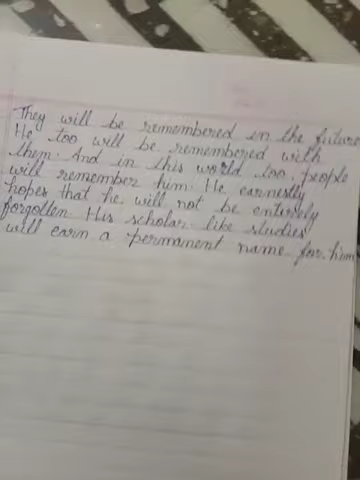 They will be remembered in the future
He too will be remembered with
them. And in this world too. people
will remember him. He earnestly
hopes that he will not be entirely
forgotten. His scholar like studies
will earn a permanent name for him